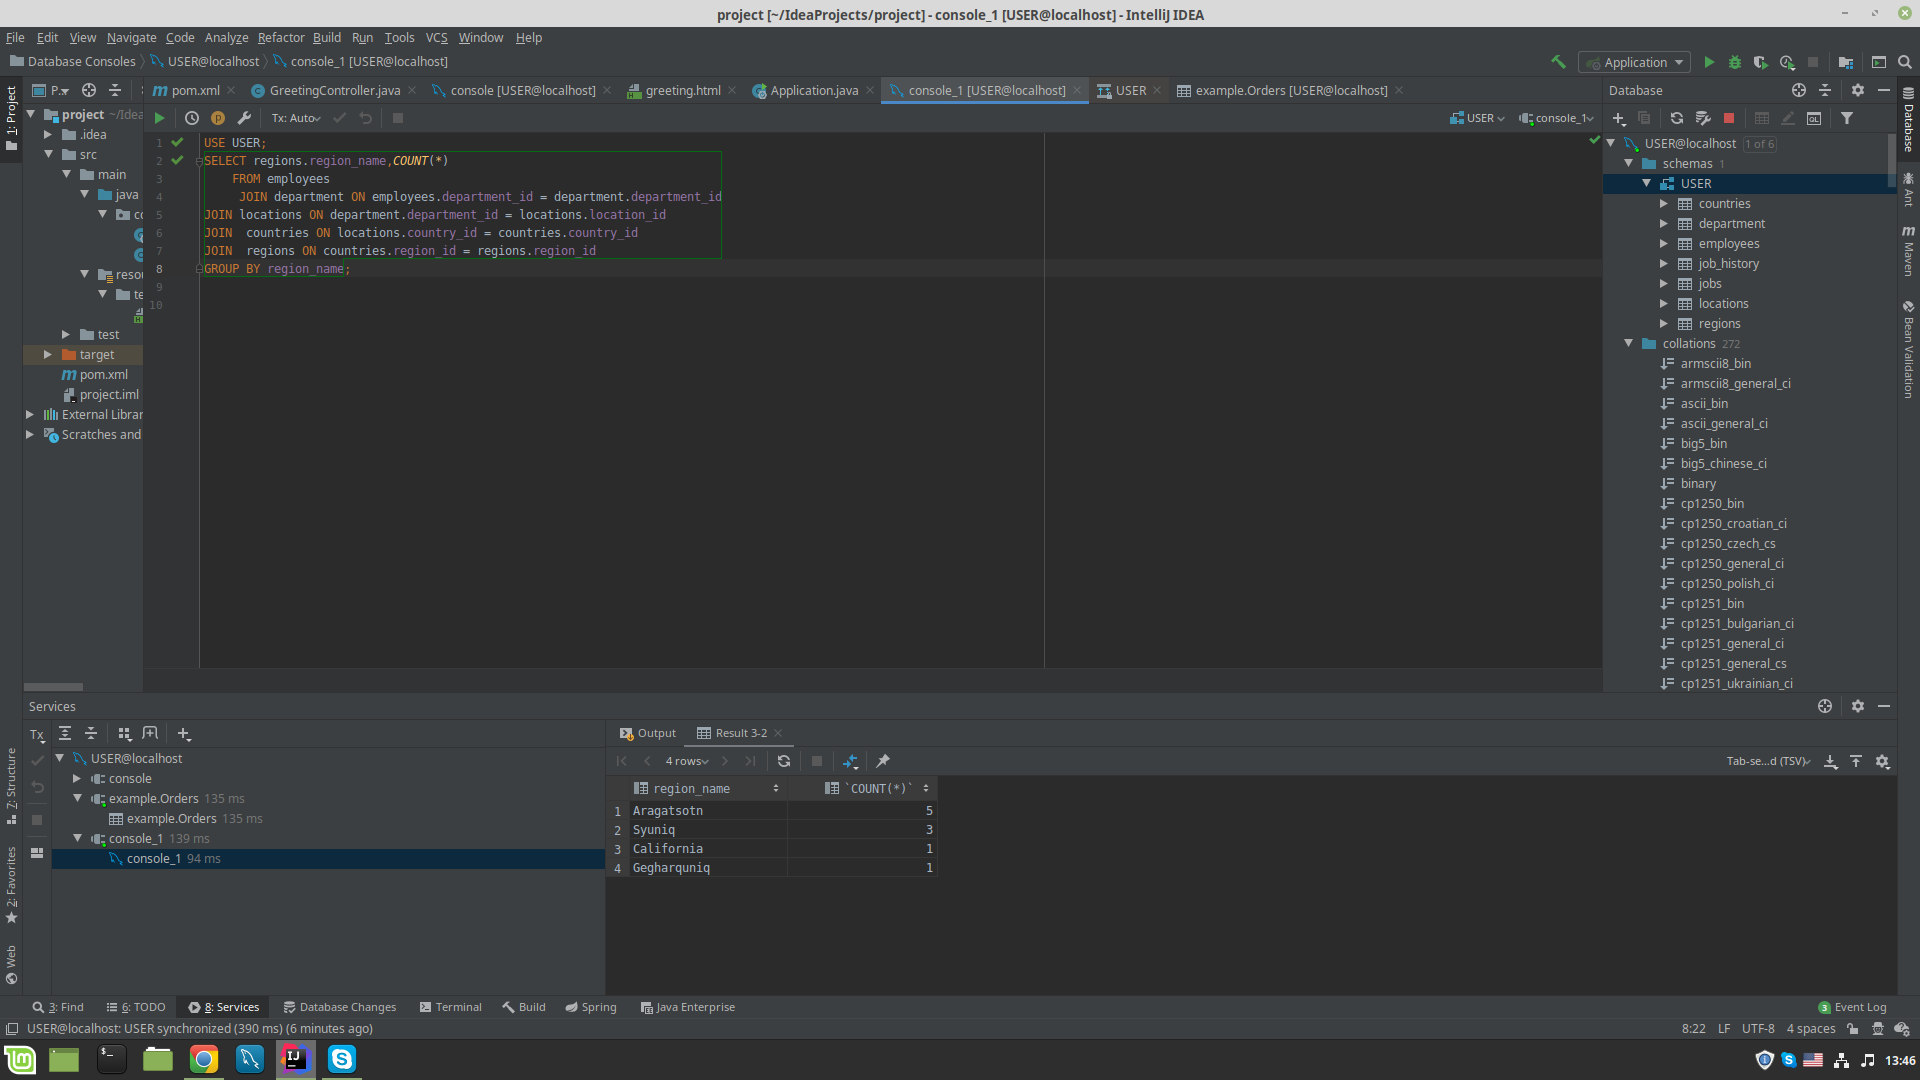 project [~/IdeaProjects/project] - console_1 [USER@localhost] - IntelliJ IDEA
File Edit View Navigate Code Analyze Refactor Build Run Tools VCS Window Help
Database Consoles USER@localhost console_1 [USER@localhost]
Application
P..
pom.xml GreetingController.java console [USER@localhost] greeting.html Application.java console_1 [USER@localhost] USER example.Orders [USER@localhost]
Tx: Auto
USER console_1
1: Project
project ~/Idea
.idea
src
main
java
co
resou
te
test
target
pom.xml
project.iml
External Librar
Scratches and
1 USE USER;
2 SELECT regions.region_name,COUNT(*)
3 FROM employees
4 JOIN department ON employees.department_id = department.department_id
5 JOIN locations ON department.department_id = locations.location_id
6 JOIN  countries ON locations.country_id = countries.country_id
7 JOIN  regions ON countries.region_id = regions.region_id
8 GROUP BY region_name;
9
10
Database
USER@localhost 1 of 6
schemas 1
USER
countries
department
employees
job_history
jobs
locations
regions
collations 272
armscii8_bin
armscii8_general_ci
ascii_bin
ascii_general_ci
big5_bin
big5_chinese_ci
binary
cp1250_bin
cp1250_croatian_ci
cp1250_czech_cs
cp1250_general_ci
cp1250_polish_ci
cp1251_bin
cp1251_bulgarian_ci
cp1251_general_ci
cp1251_general_cs
cp1251_ukrainian_ci
Database
Ant
Maven
Bean Validation
Services
Tx
USER@localhost
console
example.Orders 135 ms
example.Orders 135 ms
console_1 139 ms
console_1 94 ms
7: Structure
2: Favorites
Web
Output Result 3-2
4 rows
Tab-se...d (TSV)
region_name `COUNT(*)`
1 Aragatsotn 5
2 Syuniq 3
3 California 1
4 Gegharquniq 1
3: Find 6: TODO 8: Services Database Changes Terminal Build Spring Java Enterprise
3 Event Log
USER@localhost: USER synchronized (390 ms) (6 minutes ago)
8:22 LF UTF-8 4 spaces
13:46